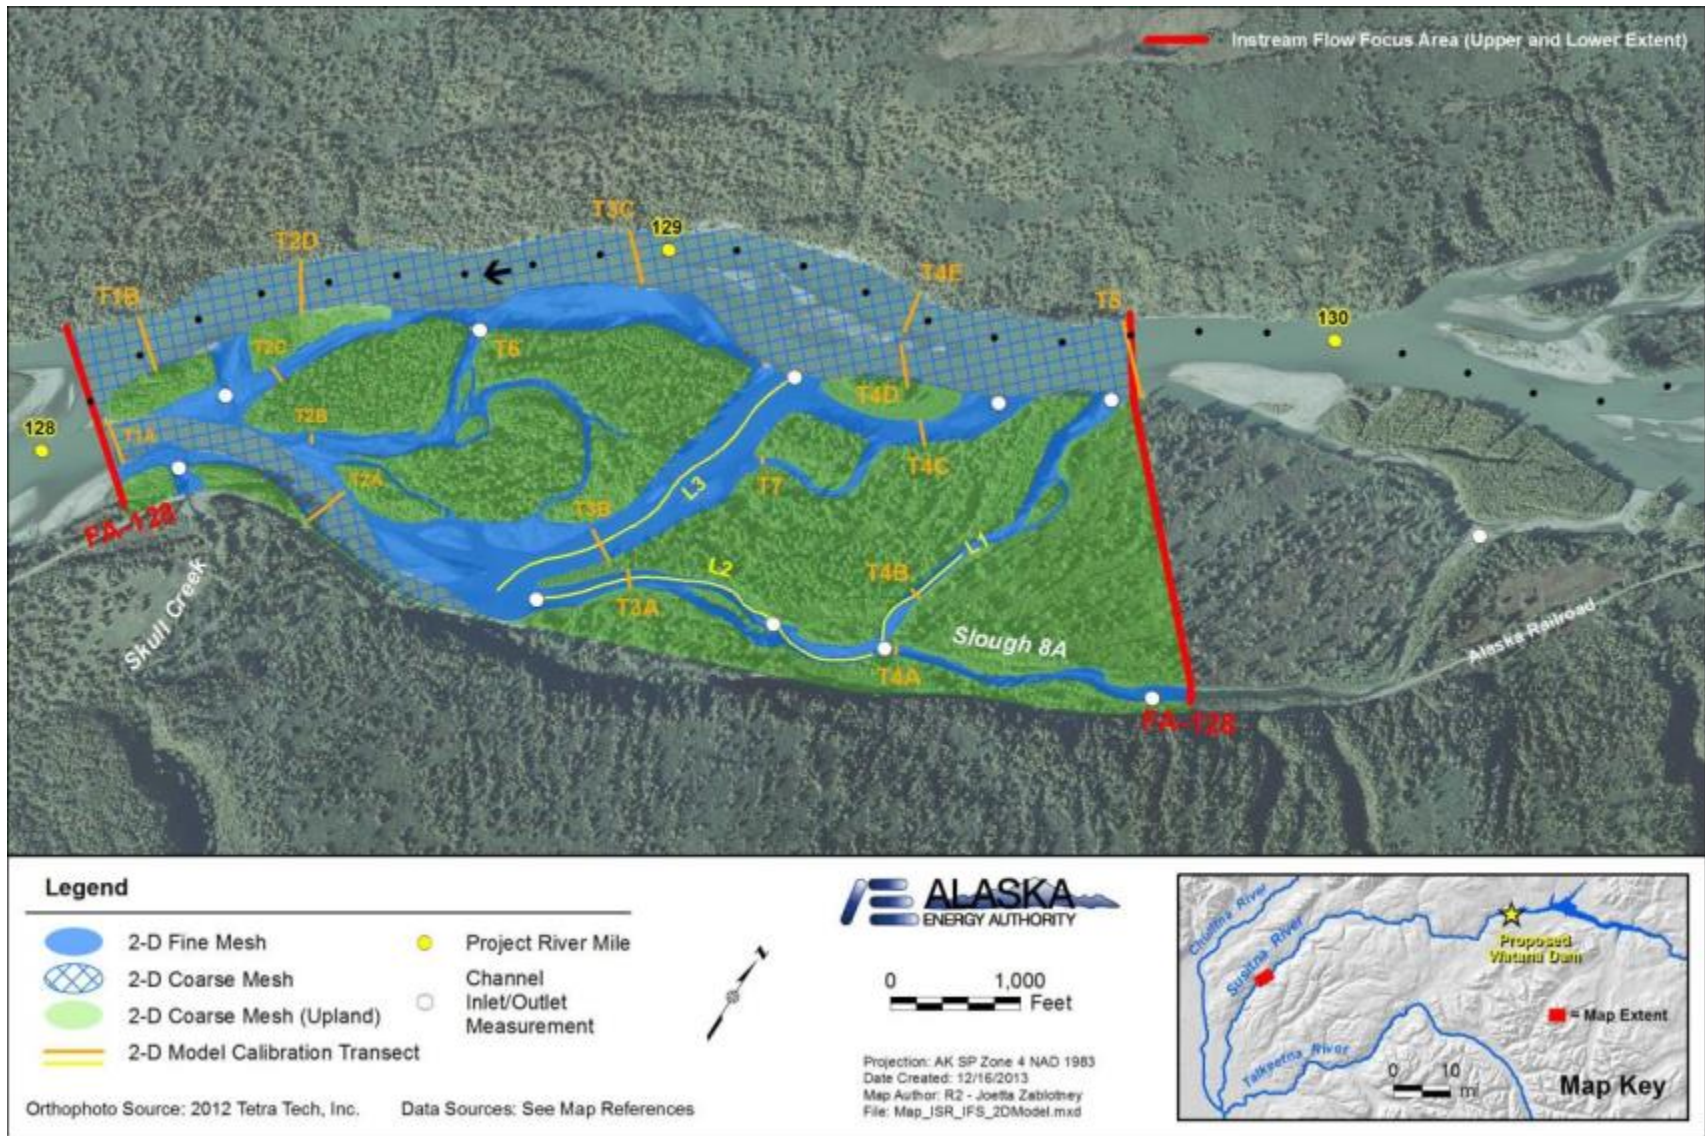 Instream Flow Focus Area (Upper and Lower Extent)
T3C
129
T2D
T4E
T1B
T5
130
T2C
T6
T4D
128
T2B
T1A
T4C
T2A
L3
T7
FA-128
T3B
L1
L2
T4B
Skull Creek
T3A
Slough 8A
Alaska Railroad
T4A
FA-128
Legend
2-D Fine Mesh
2-D Coarse Mesh
2-D Coarse Mesh (Upland)
2-D Model Calibration Transect
Project River Mile
Channel
Inlet/Outlet
Measurement
Orthophoto Source: 2012 Tetra Tech, Inc.
Data Sources: See Map References
N
ALASKA
ENERGY AUTHORITY
0 1,000
Feet
Projection: AK SP Zone 4 NAD 1983
Date Created: 12/16/2013
Map Author: R2 - Joetta Zablotney
File: Map_ISR_IFS_2DModel.mxd
Chulitna River
Susitna River
Proposed
Watana Dam
= Map Extent
Talkeetna River
0 10
mi
Map Key